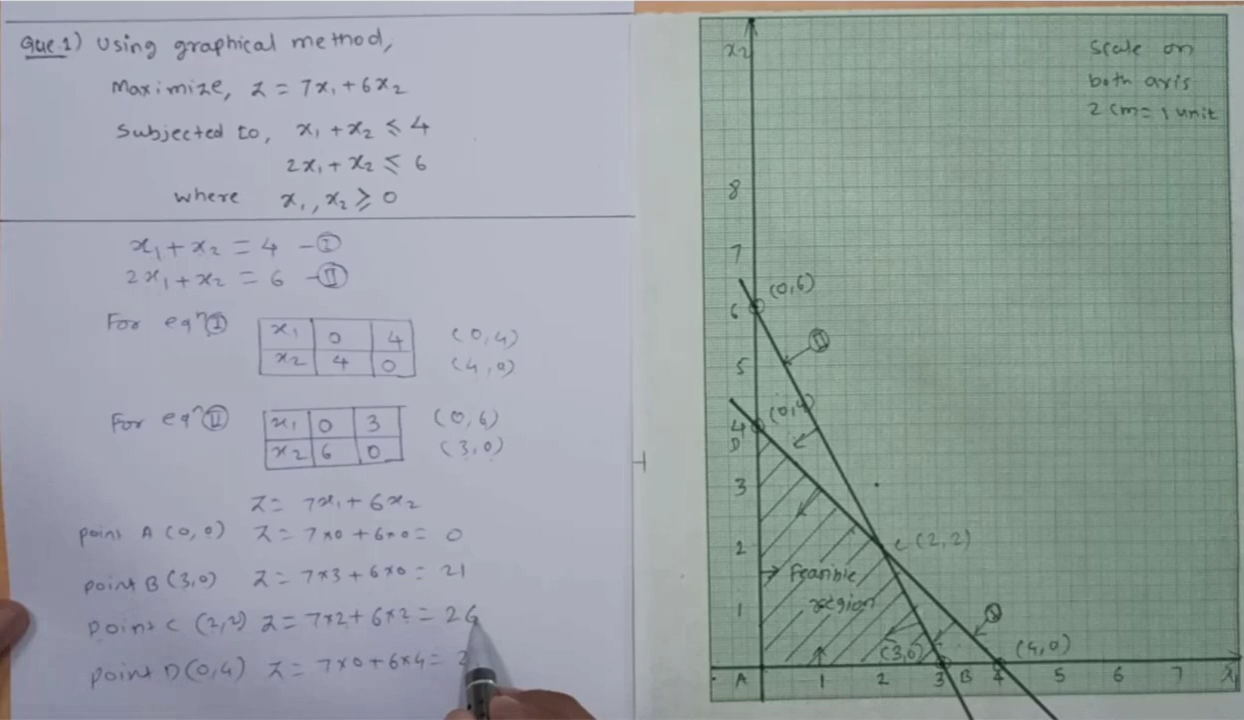 Que.1) Using graphical method,
Maximize, Z = 7x₁ + 6x₂
Subjected to, x₁ + x₂ ≤ 4
2x₁ + x₂ ≤ 6
where x₁, x₂ ≥ 0
x₁ + x₂ = 4 - Ⓘ
2x₁ + x₂ = 6 - Ⓘ︎Ⓘ
For eqⁿ Ⓘ
x₁ 0 4 (0,4)
x₂ 4 0 (4,0)
For eqⁿ II
x₁ 0 3 (0,6)
x₂ 6 0 (3,0)
Z = 7x₁ + 6x₂
point A (0,0) Z = 7×0 + 6×0 = 0
point B (3,0) Z = 7×3 + 6×0 = 21
point C (2,2) Z = 7×2 + 6×2 = 26
point D (0,4) Z = 7×0 + 6×4 = 2
x₂
Scale on
both axis
2 cm = 1 unit
8
7
6 (0,6)
II
5
4 (0,4)
D
3
2 C (2,2)
Feasible
region
1 I
(3,0) (4,0)
A 1 2 3 B 4 5 6 7 x₁